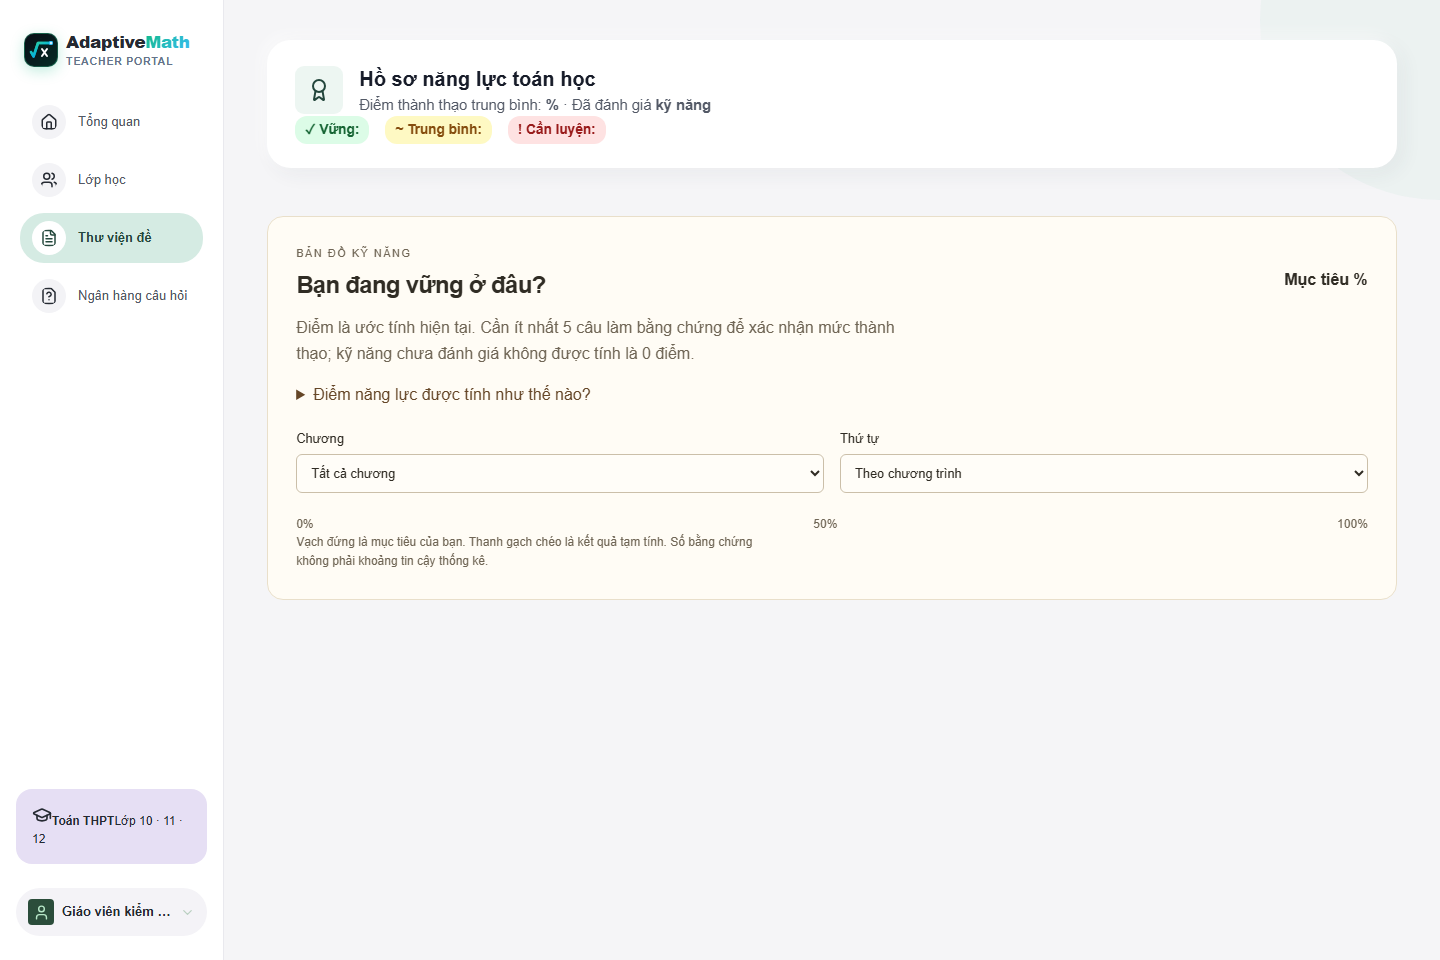 AdaptiveMath
TEACHER PORTAL
Tổng quan
Lớp học
Thư viện đề
Ngân hàng câu hỏi
Toán THPTLớp 10 · 11 ·
12
Giáo viên kiểm ...
Hồ sơ năng lực toán học
Điểm thành thạo trung bình: % · Đã đánh giá kỹ năng
✓ Vững:
~ Trung bình:
! Cần luyện:
BẢN ĐỒ KỸ NĂNG
Bạn đang vững ở đâu?
Mục tiêu %
Điểm là ước tính hiện tại. Cần ít nhất 5 câu làm bằng chứng để xác nhận mức thành
thạo; kỹ năng chưa đánh giá không được tính là 0 điểm.
Điểm năng lực được tính như thế nào?
Chương
Thứ tự
Tất cả chương
Theo chương trình
0%
50%
100%
Vạch đứng là mục tiêu của bạn. Thanh gạch chéo là kết quả tạm tính. Số bằng chứng
không phải khoảng tin cậy thống kê.